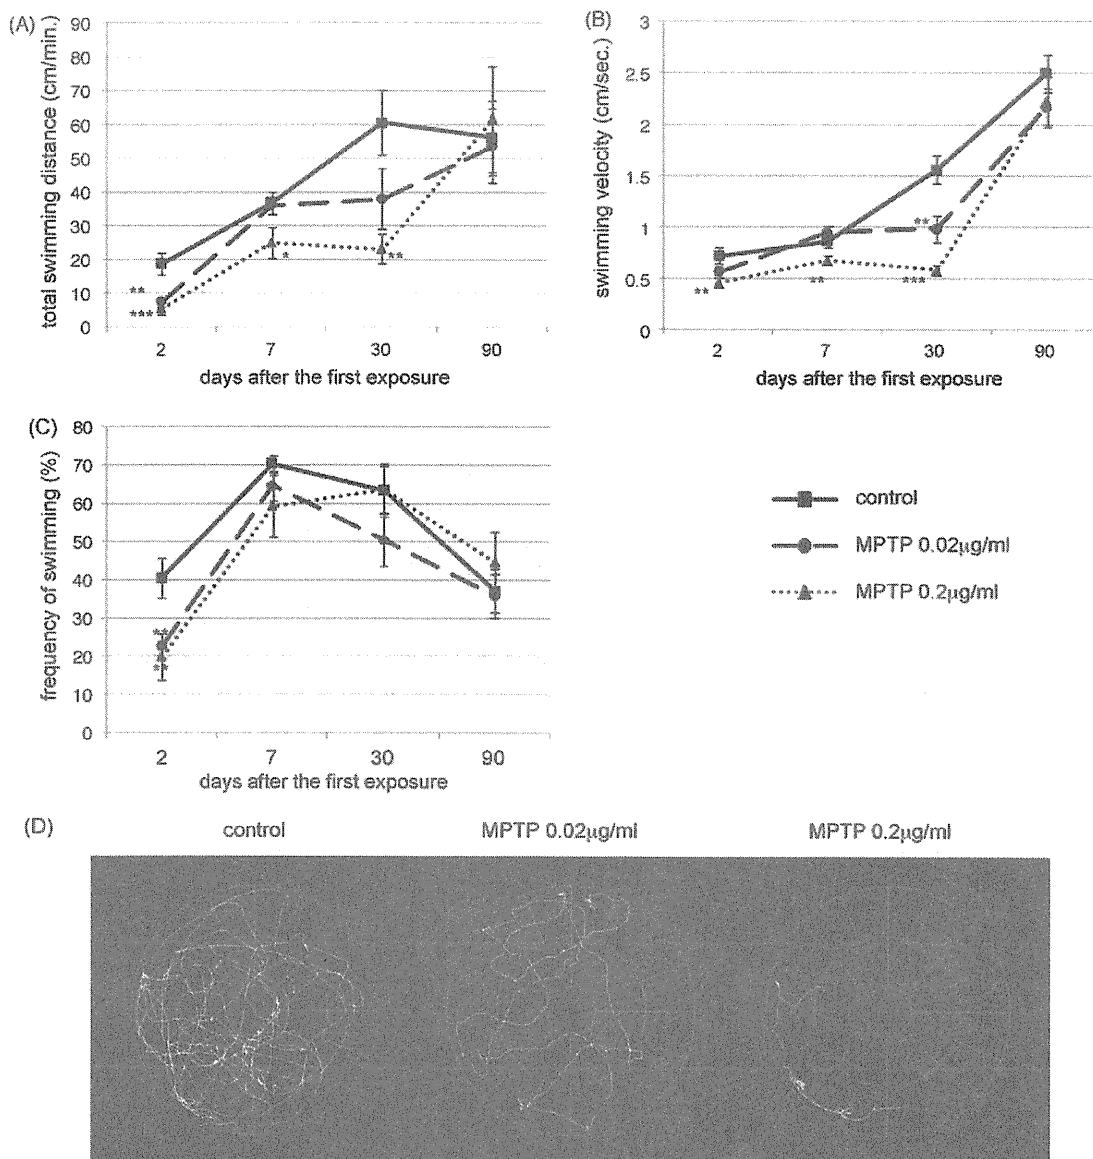 (A)
total swimming distance (cm/min.)
90
80
70
60
50
40
30
20
10
0
**
***
*
**
2 7 30 90
days after the first exposure
(B)
swimming velocity (cm/sec.)
3
2.5
2
1.5
1
0.5
0
**
**
**
***
2 7 30 90
days after the first exposure
(C)
frequency of swimming (%)
80
70
60
50
40
30
20
10
0
**
**
2 7 30 90
days after the first exposure
control
MPTP 0.02µg/ml
MPTP 0.2µg/ml
(D)
control MPTP 0.02µg/ml MPTP 0.2µg/ml